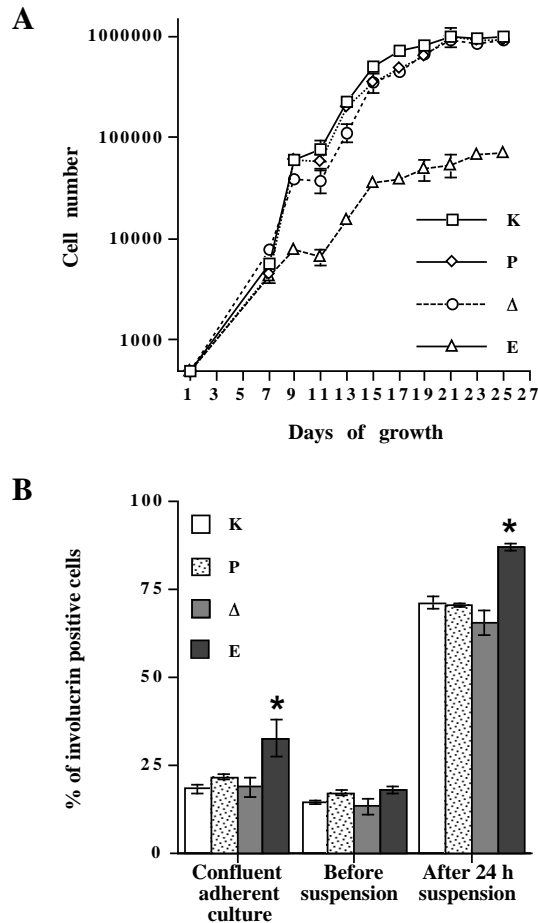 A
1000000
100000
10000
1000
Cell number
K
P
Δ
E
1 3 5 7 9 11 13 15 17 19 21 23 25 27
Days of growth
B
100
75
50
25
0
% of involucrin positive cells
K
P
Δ
E
*
*
Confluent
adherent
culture
Before
suspension
After 24 h
suspension